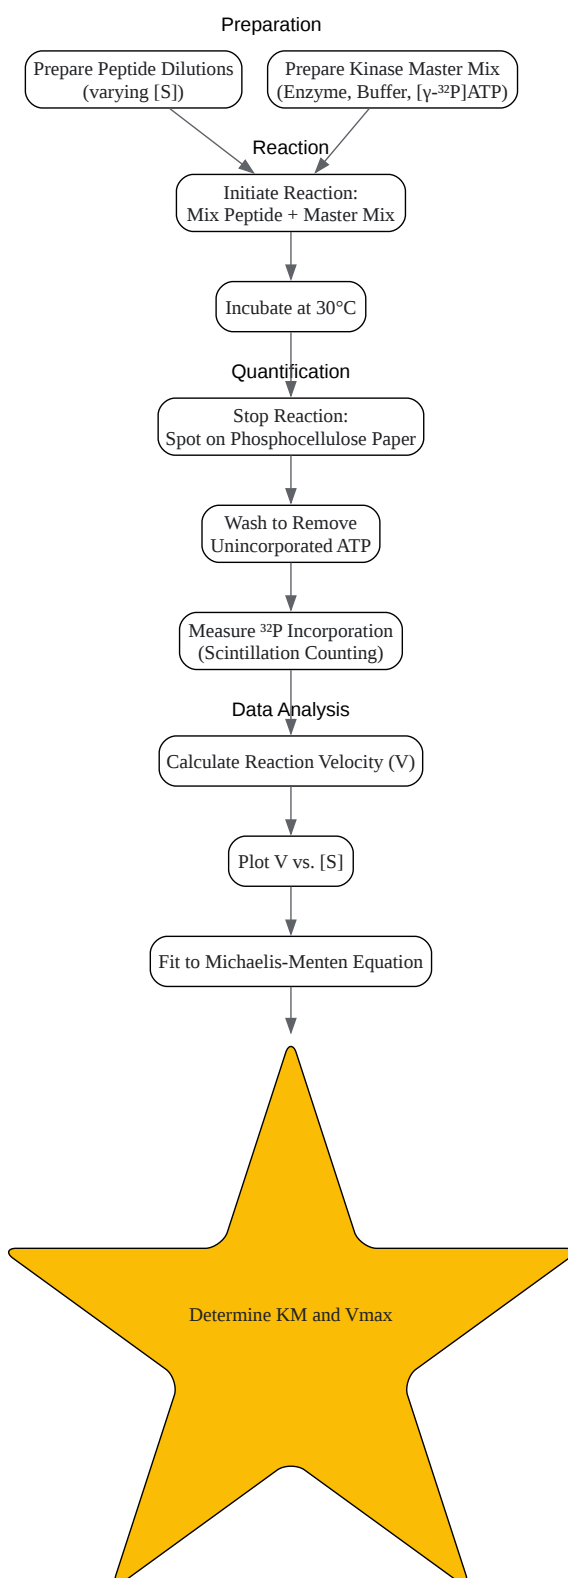 Preparation
Prepare Peptide Dilutions
(varying [S])
Prepare Kinase Master Mix
(Enzyme, Buffer, [γ-³²P]ATP)
Reaction
Initiate Reaction:
Mix Peptide + Master Mix
Incubate at 30°C
Quantification
Stop Reaction:
Spot on Phosphocellulose Paper
Wash to Remove
Unincorporated ATP
Measure ³²P Incorporation
(Scintillation Counting)
Data Analysis
Calculate Reaction Velocity (V)
Plot V vs. [S]
Fit to Michaelis-Menten Equation
Determine KM and Vmax